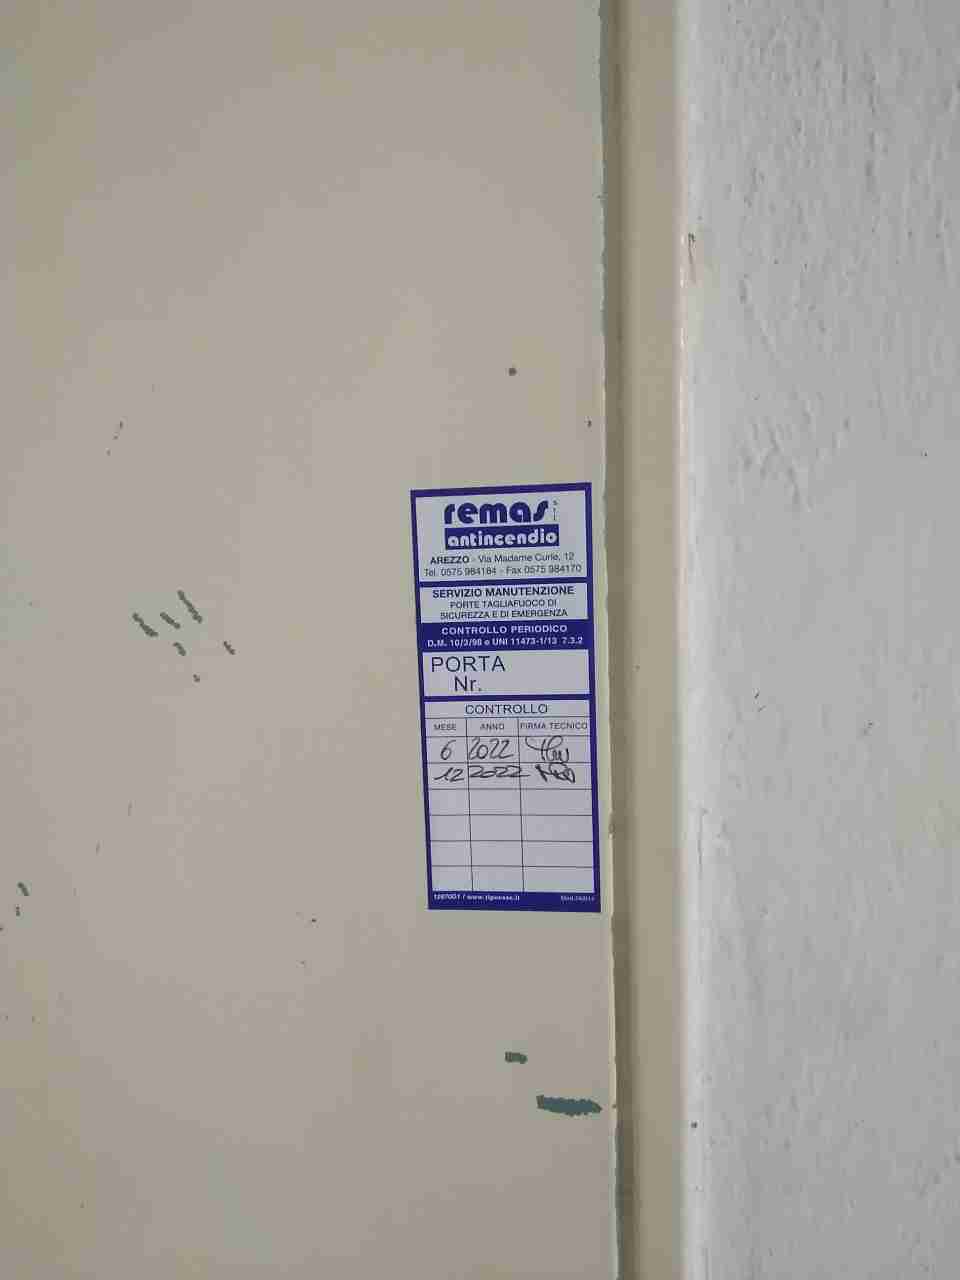 remas srl
antincendio
AREZZO - Via Madame Curie, 12
Tel. 0575 984184 - Fax 0575 984170
SERVIZIO MANUTENZIONE
PORTE TAGLIAFUOCO DI
SICUREZZA E DI EMERGENZA
CONTROLLO PERIODICO
D.M. 10/3/98 e UNI 11473-1/13 7.3.2
PORTA
Nr.
CONTROLLO
MESE ANNO FIRMA TECNICO
6 2022
12 2022